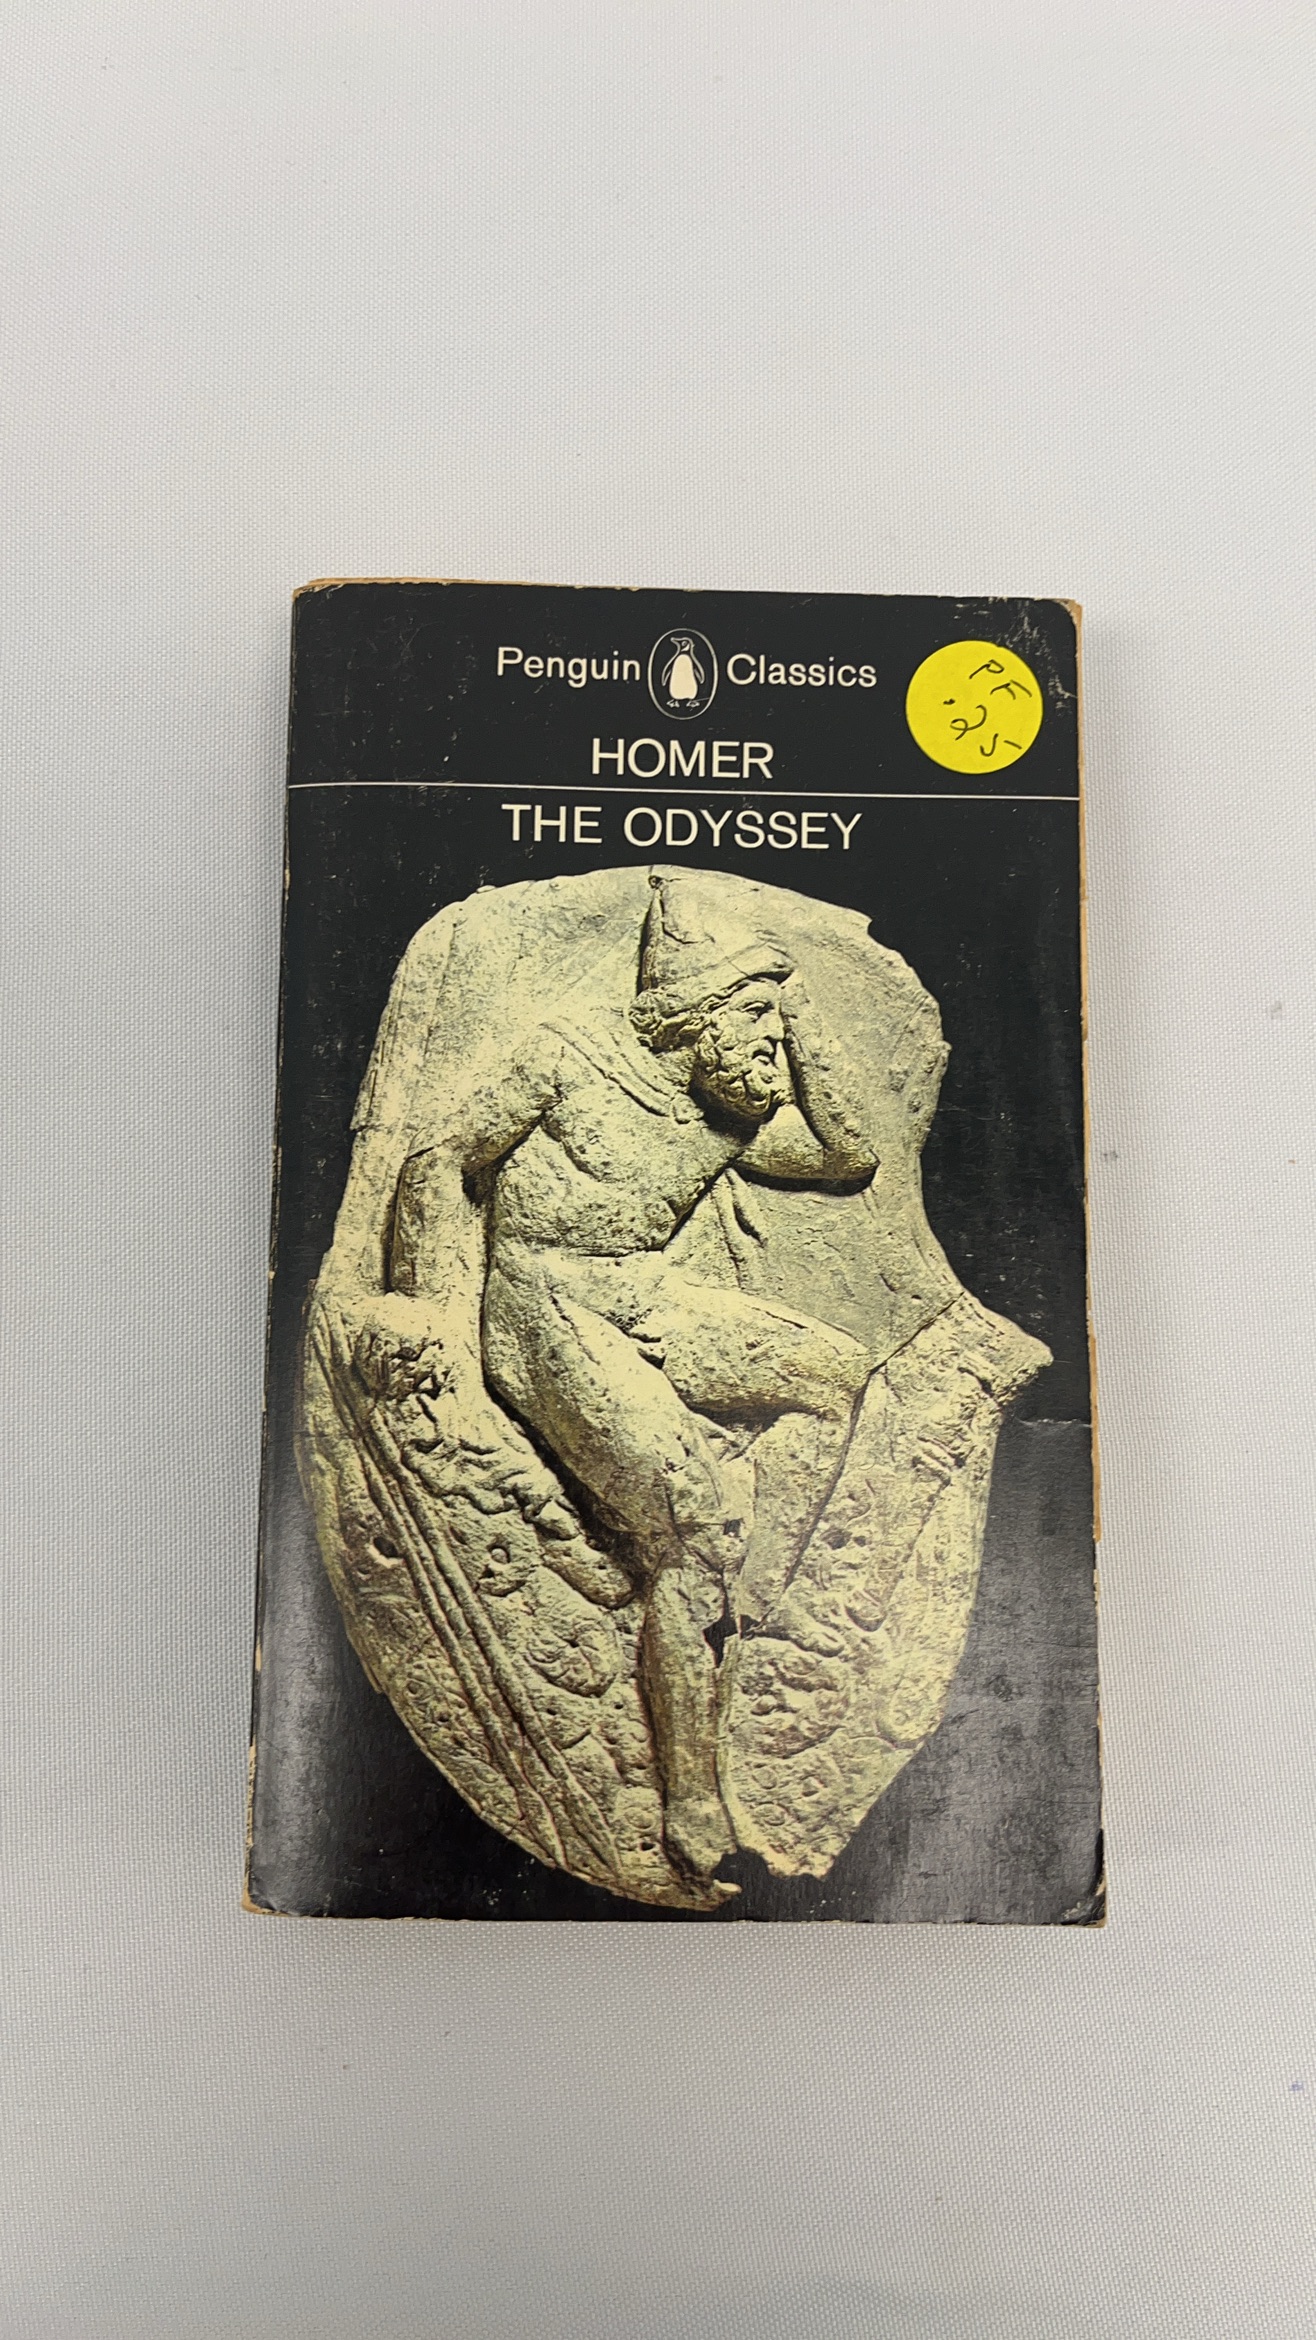 Penguin Classics
PF
.25
HOMER
THE ODYSSEY